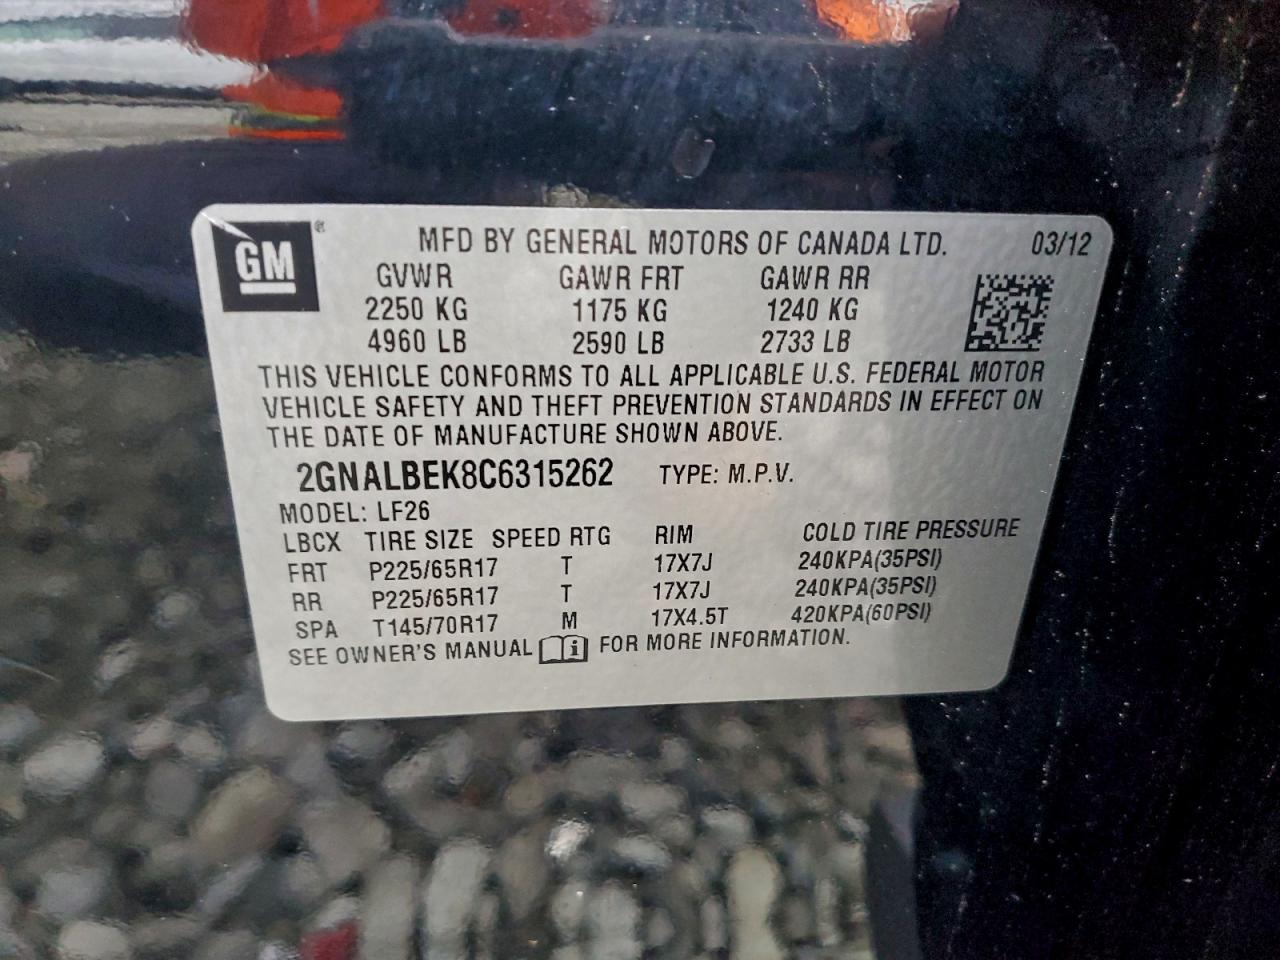 GM ®
MFD BY GENERAL MOTORS OF CANADA LTD. 03/12
GVWR GAWR FRT GAWR RR
2250 KG 1175 KG 1240 KG
4960 LB 2590 LB 2733 LB
THIS VEHICLE CONFORMS TO ALL APPLICABLE U.S. FEDERAL MOTOR
VEHICLE SAFETY AND THEFT PREVENTION STANDARDS IN EFFECT ON
THE DATE OF MANUFACTURE SHOWN ABOVE.
2GNALBEK8C6315262 TYPE: M.P.V.
MODEL: LF26
LBCX TIRE SIZE SPEED RTG RIM COLD TIRE PRESSURE
FRT P225/65R17 T 17X7J 240KPA(35PSI)
RR P225/65R17 T 17X7J 240KPA(35PSI)
SPA T145/70R17 M 17X4.5T 420KPA(60PSI)
SEE OWNER'S MANUAL i FOR MORE INFORMATION.